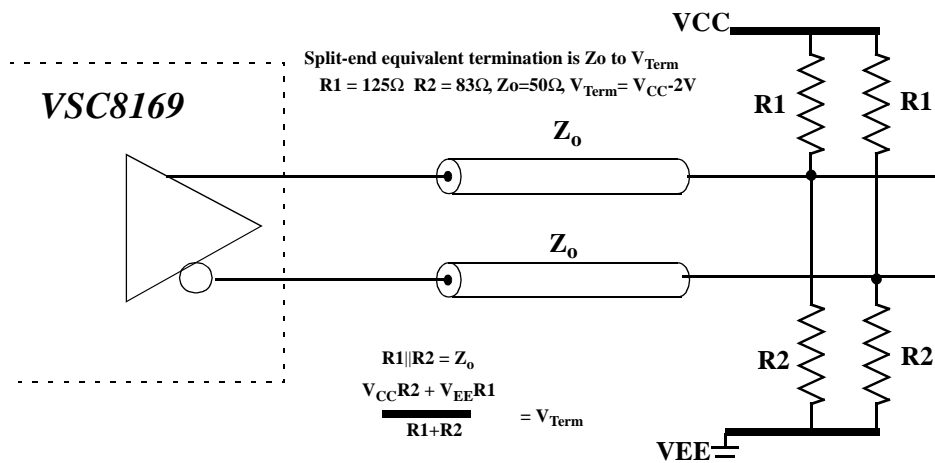 VCC
Split-end equivalent termination is Zo to VTerm
R1 = 125Ω R2 = 83Ω, Zo=50Ω, VTerm= VCC-2V
VSC8169
R1
R1
Zo
Zo
R1||R2 = Zo
VCCR2 + VEER1
R1+R2
= VTerm
R2
R2
VEE